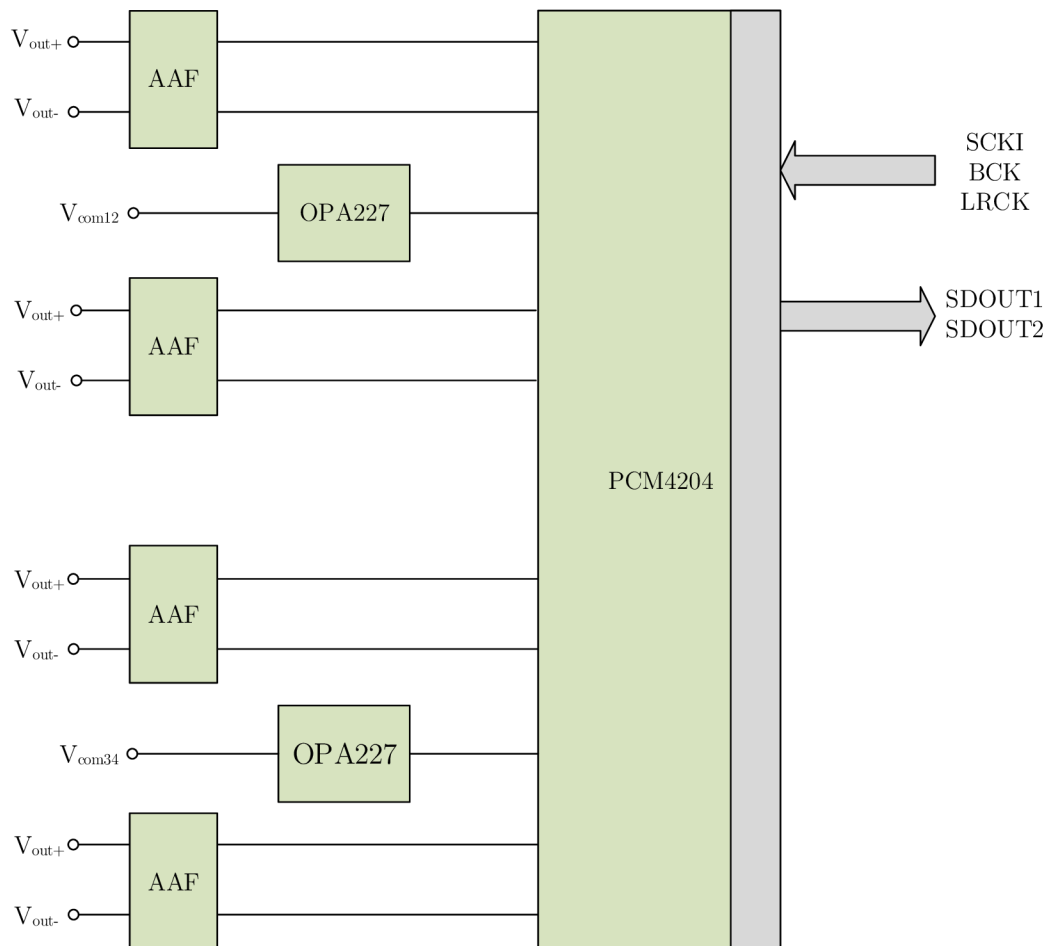 Vout+
AAF
Vout-
SCKI
BCK
LRCK
Vcom12
OPA227
Vout+
SDOUT1
SDOUT2
AAF
Vout-
PCM4204
Vout+
AAF
Vout-
Vcom34
OPA227
Vout+
AAF
Vout-